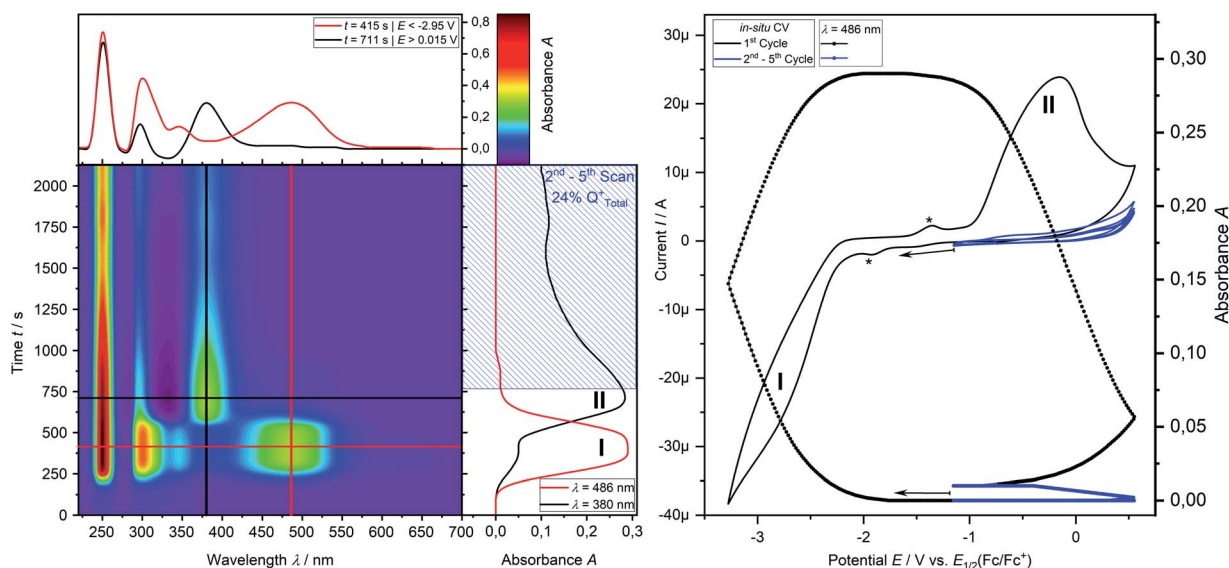 t = 415 s | E < -2.95 V
t = 711 s | E > 0.015 V
0,8
0,6
0,4
0,2
0,0
Absorbance A
2000
1750
1500
1250
1000
750
500
250
0
Time t / s
250 300 350 400 450 500 550 600 650 700
Wavelength λ / nm
2nd - 5th Scan
24% Q+Total
II
I
λ = 486 nm
λ = 380 nm
0,0 0,1 0,2 0,3
Absorbance A
in-situ CV
1st Cycle
2nd - 5th Cycle
λ = 486 nm
30µ
20µ
10µ
0
-10µ
-20µ
-30µ
-40µ
Current I / A
II
*
*
I
0,30
0,25
0,20
0,15
0,10
0,05
0,00
Absorbance A
-3 -2 -1 0
Potential E / V vs. E1/2(Fc/Fc+)